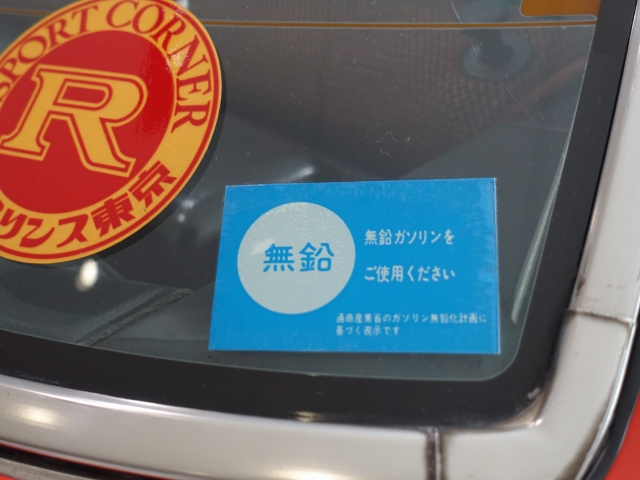 SPORT CORNER
R
リンス東京
無鉛
無鉛ガソリンを
ご使用ください
通商産業省のガソリン無鉛化計画に
基づく表示です